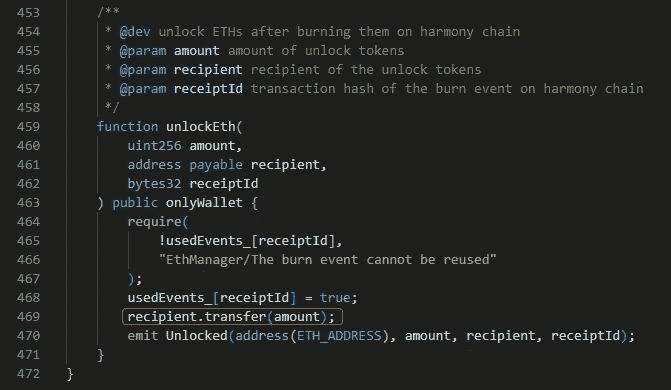 453 /**
454 * @dev unlock ETHs after burning them on harmony chain
455 * @param amount amount of unlock tokens
456 * @param recipient recipient of the unlock tokens
457 * @param receiptId transaction hash of the burn event on harmony chain
458 */
459 function unlockEth(
460 uint256 amount,
461 address payable recipient,
462 bytes32 receiptId
463 ) public onlyWallet {
464 require(
465 !usedEvents_[receiptId],
466 "EthManager/The burn event cannot be reused"
467 );
468 usedEvents_[receiptId] = true;
469 recipient.transfer(amount);
470 emit Unlocked(address(ETH_ADDRESS), amount, recipient, receiptId);
471 }
472 }